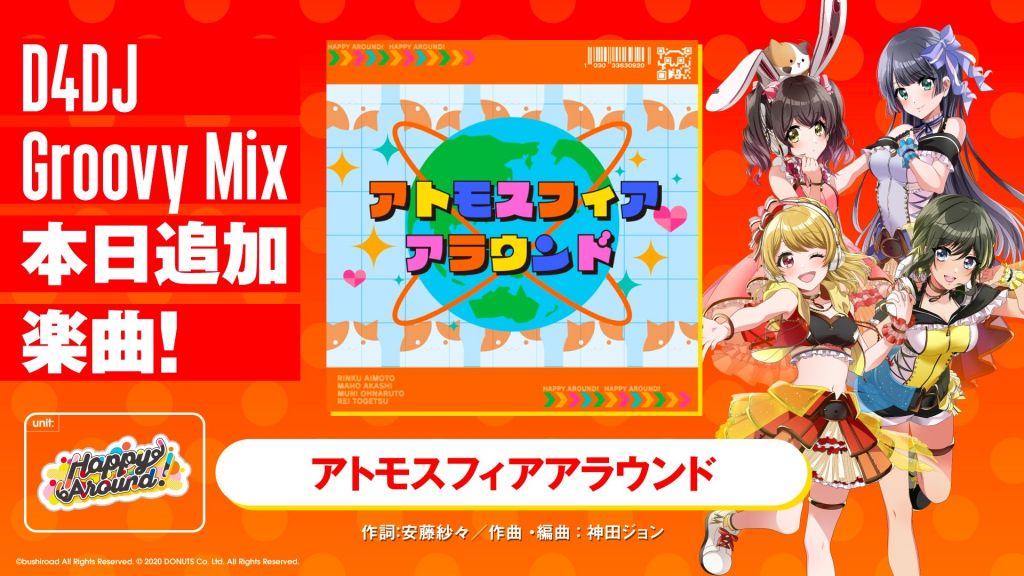 D4DJ
Groovy Mix
本日追加
楽曲!
HAPPY AROUND! HAPPY AROUND!
1 030 33630920
アトモスフィア
アラウンド
RINKU AIMOTO
MAHO AKASHI
MUNI OHNARUTO
REI TOGETSU
HAPPY AROUND! HAPPY AROUND!
unit:
Happy
Around!
アトモスフィアアラウンド
作詞:安藤紗々／作曲・編曲：神田ジョン
©bushiroad All Rights Reserved. © 2020 DONUTS Co. Ltd. All Rights Reserved.